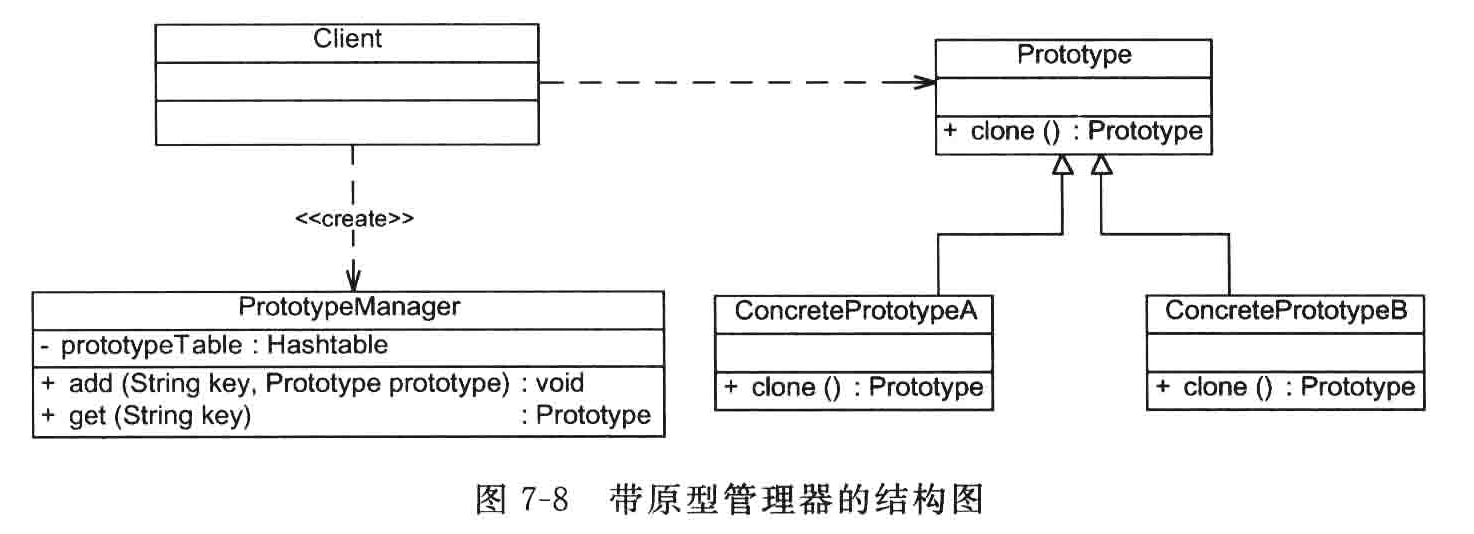 Client
Prototype
+ clone () : Prototype
<<create>>
PrototypeManager
- prototypeTable : Hashtable
+ add (String key, Prototype prototype) : void
+ get (String key) : Prototype
ConcretePrototypeA
+ clone () : Prototype
ConcretePrototypeB
+ clone () : Prototype
图 7-8 带原型管理器的结构图